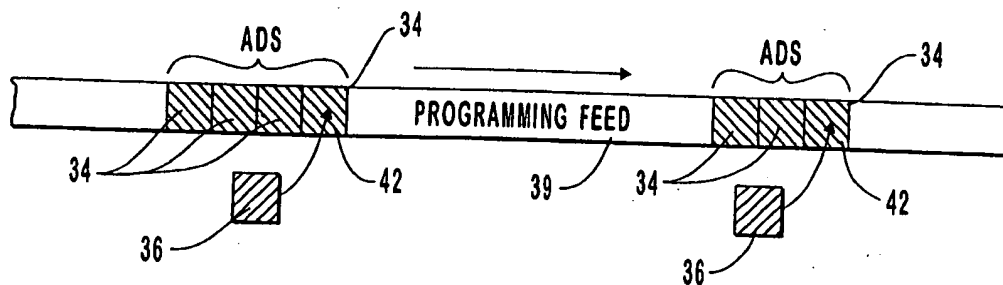 ADS 34 ADS 34
PROGRAMMING FEED
34 42 39 34 42
36 36